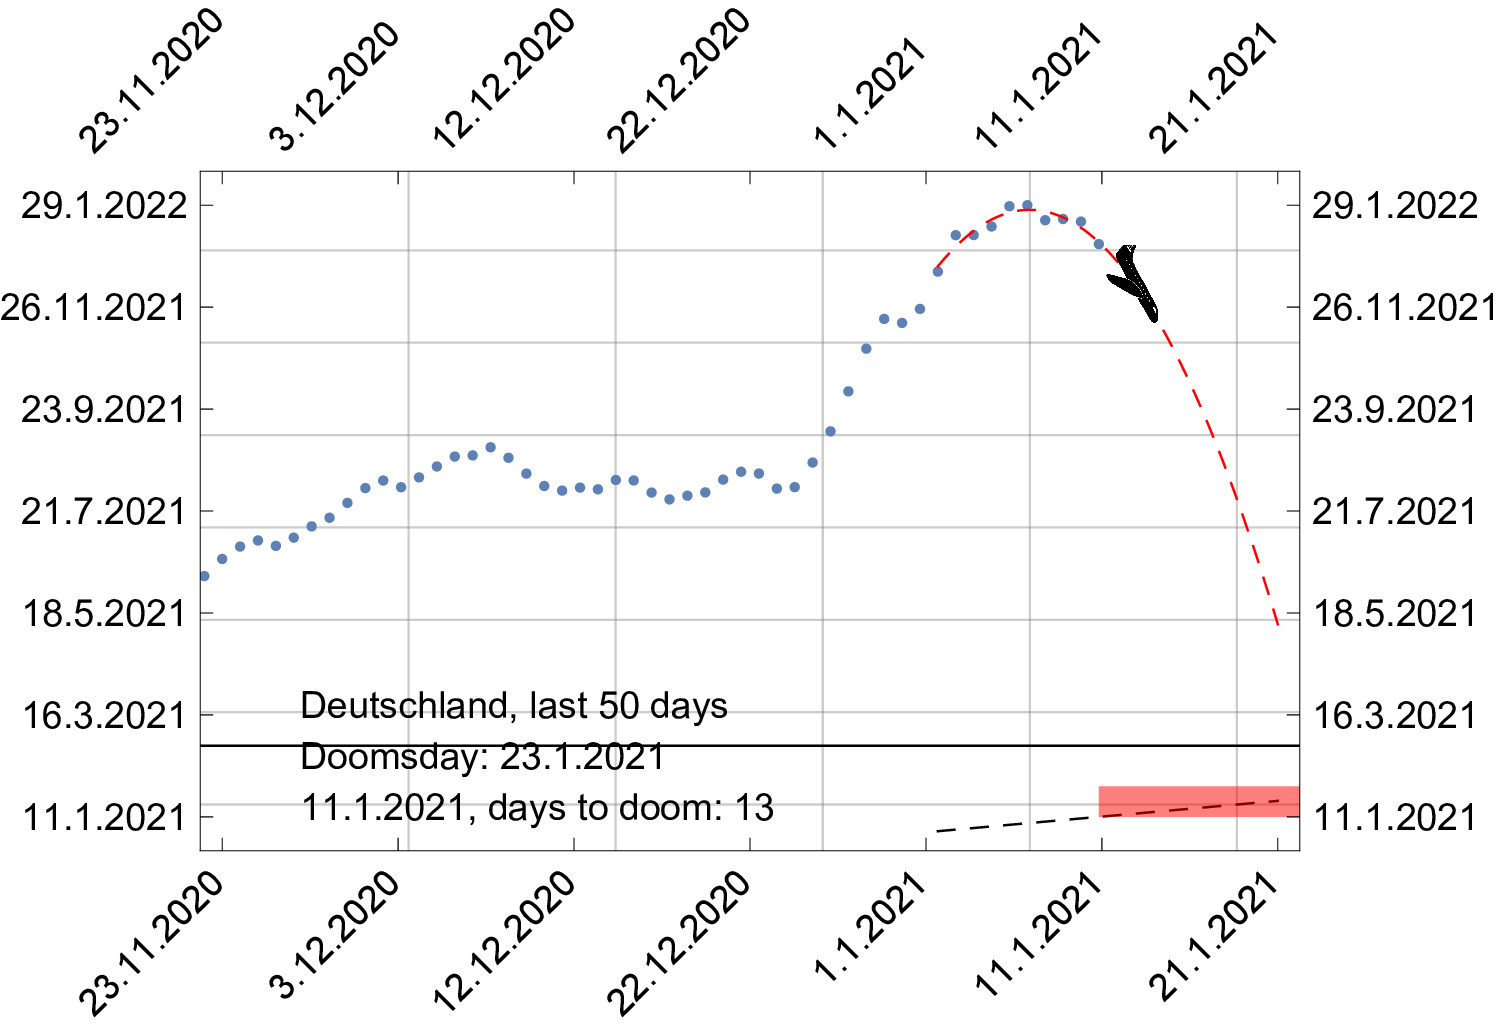 23.11.2020 3.12.2020 12.12.2020 22.12.2020 1.1.2021 11.1.2021 21.1.2021
29.1.2022 29.1.2022
26.11.2021 26.11.2021
23.9.2021 23.9.2021
21.7.2021 21.7.2021
18.5.2021 18.5.2021
16.3.2021 16.3.2021
Deutschland, last 50 days
Doomsday: 23.1.2021
11.1.2021, days to doom: 13
11.1.2021 11.1.2021
23.11.2020 3.12.2020 12.12.2020 22.12.2020 1.1.2021 11.1.2021 21.1.2021